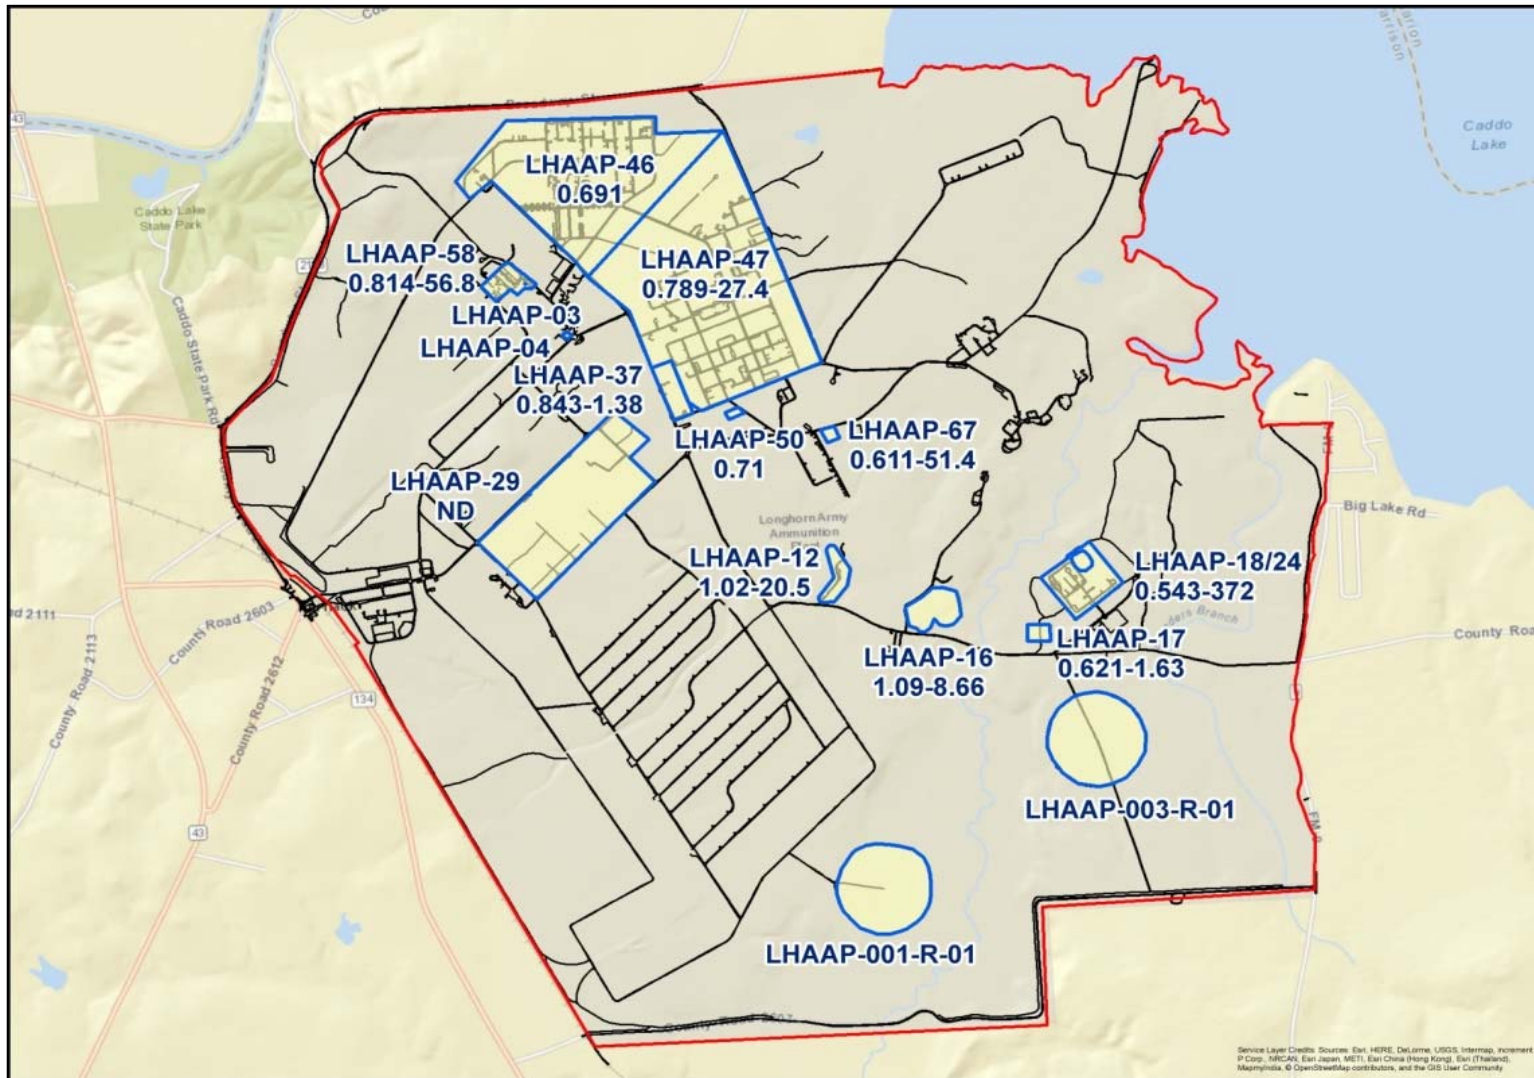 43
Caddo
Lake
Caddo Lake
State Park
LHAAP-46
0.691
LHAAP-58
0.814-56.8
LHAAP-47
0.789-27.4
LHAAP-03
LHAAP-04
LHAAP-37
0.843-1.38
Caddo State Park Rd
LHAAP-50
0.71
LHAAP-67
0.611-51.4
LHAAP-29
ND
Big Lake Rd
Longhorn Army
Ammunition
LHAAP-12
1.02-20.5
LHAAP-18/24
0.543-372
2111
County Road 2603
County Road 2113
County Road 2612
LHAAP-16
1.09-8.66
LHAAP-17
0.621-1.63
County Roa
134
LHAAP-003-R-01
43
LHAAP-001-R-01
Service Layer Credits: Sources: Esri, HERE, DeLorme, USGS, Intermap, increment
P Corp., NRCAN, Esri Japan, METI, Esri China (Hong Kong), Esri (Thailand),
MapmyIndia, © OpenStreetMap contributors, and the GIS User Community